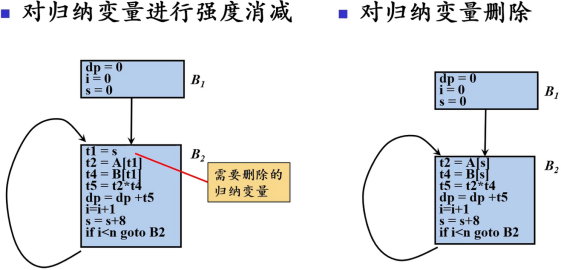 ▪ 对归纳变量进行强度消减
dp = 0
i = 0
s = 0
B1
t1 = s
t2 = A[t1]
t4 = B[t1]
t5 = t2*t4
dp = dp +t5
i=i+1
s = s+8
if i<n goto B2
B2
需要删除的
归纳变量
▪ 对归纳变量删除
dp = 0
i = 0
s = 0
B1
t2 = A[s]
t4 = B[s]
t5 = t2*t4
dp = dp +t5
i=i+1
s = s+8
if i<n goto B2
B2